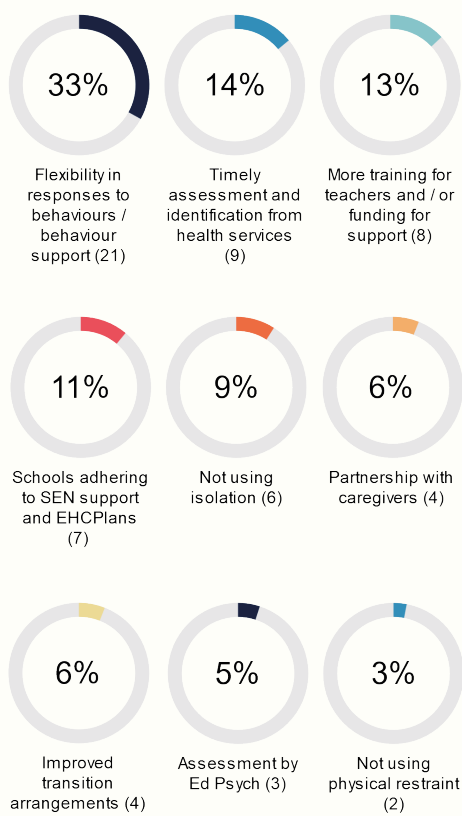 33%
Flexibility in
responses to
behaviours /
behaviour
support (21)
14%
Timely
assessment and
identification from
health services
(9)
13%
More training for
teachers and / or
funding for
support (8)
11%
Schools adhering
to SEN support
and EHCPlans
(7)
9%
Not using
isolation (6)
6%
Partnership with
caregivers (4)
6%
Improved
transition
arrangements (4)
5%
Assessment by
Ed Psych (3)
3%
Not using
physical restraint
(2)